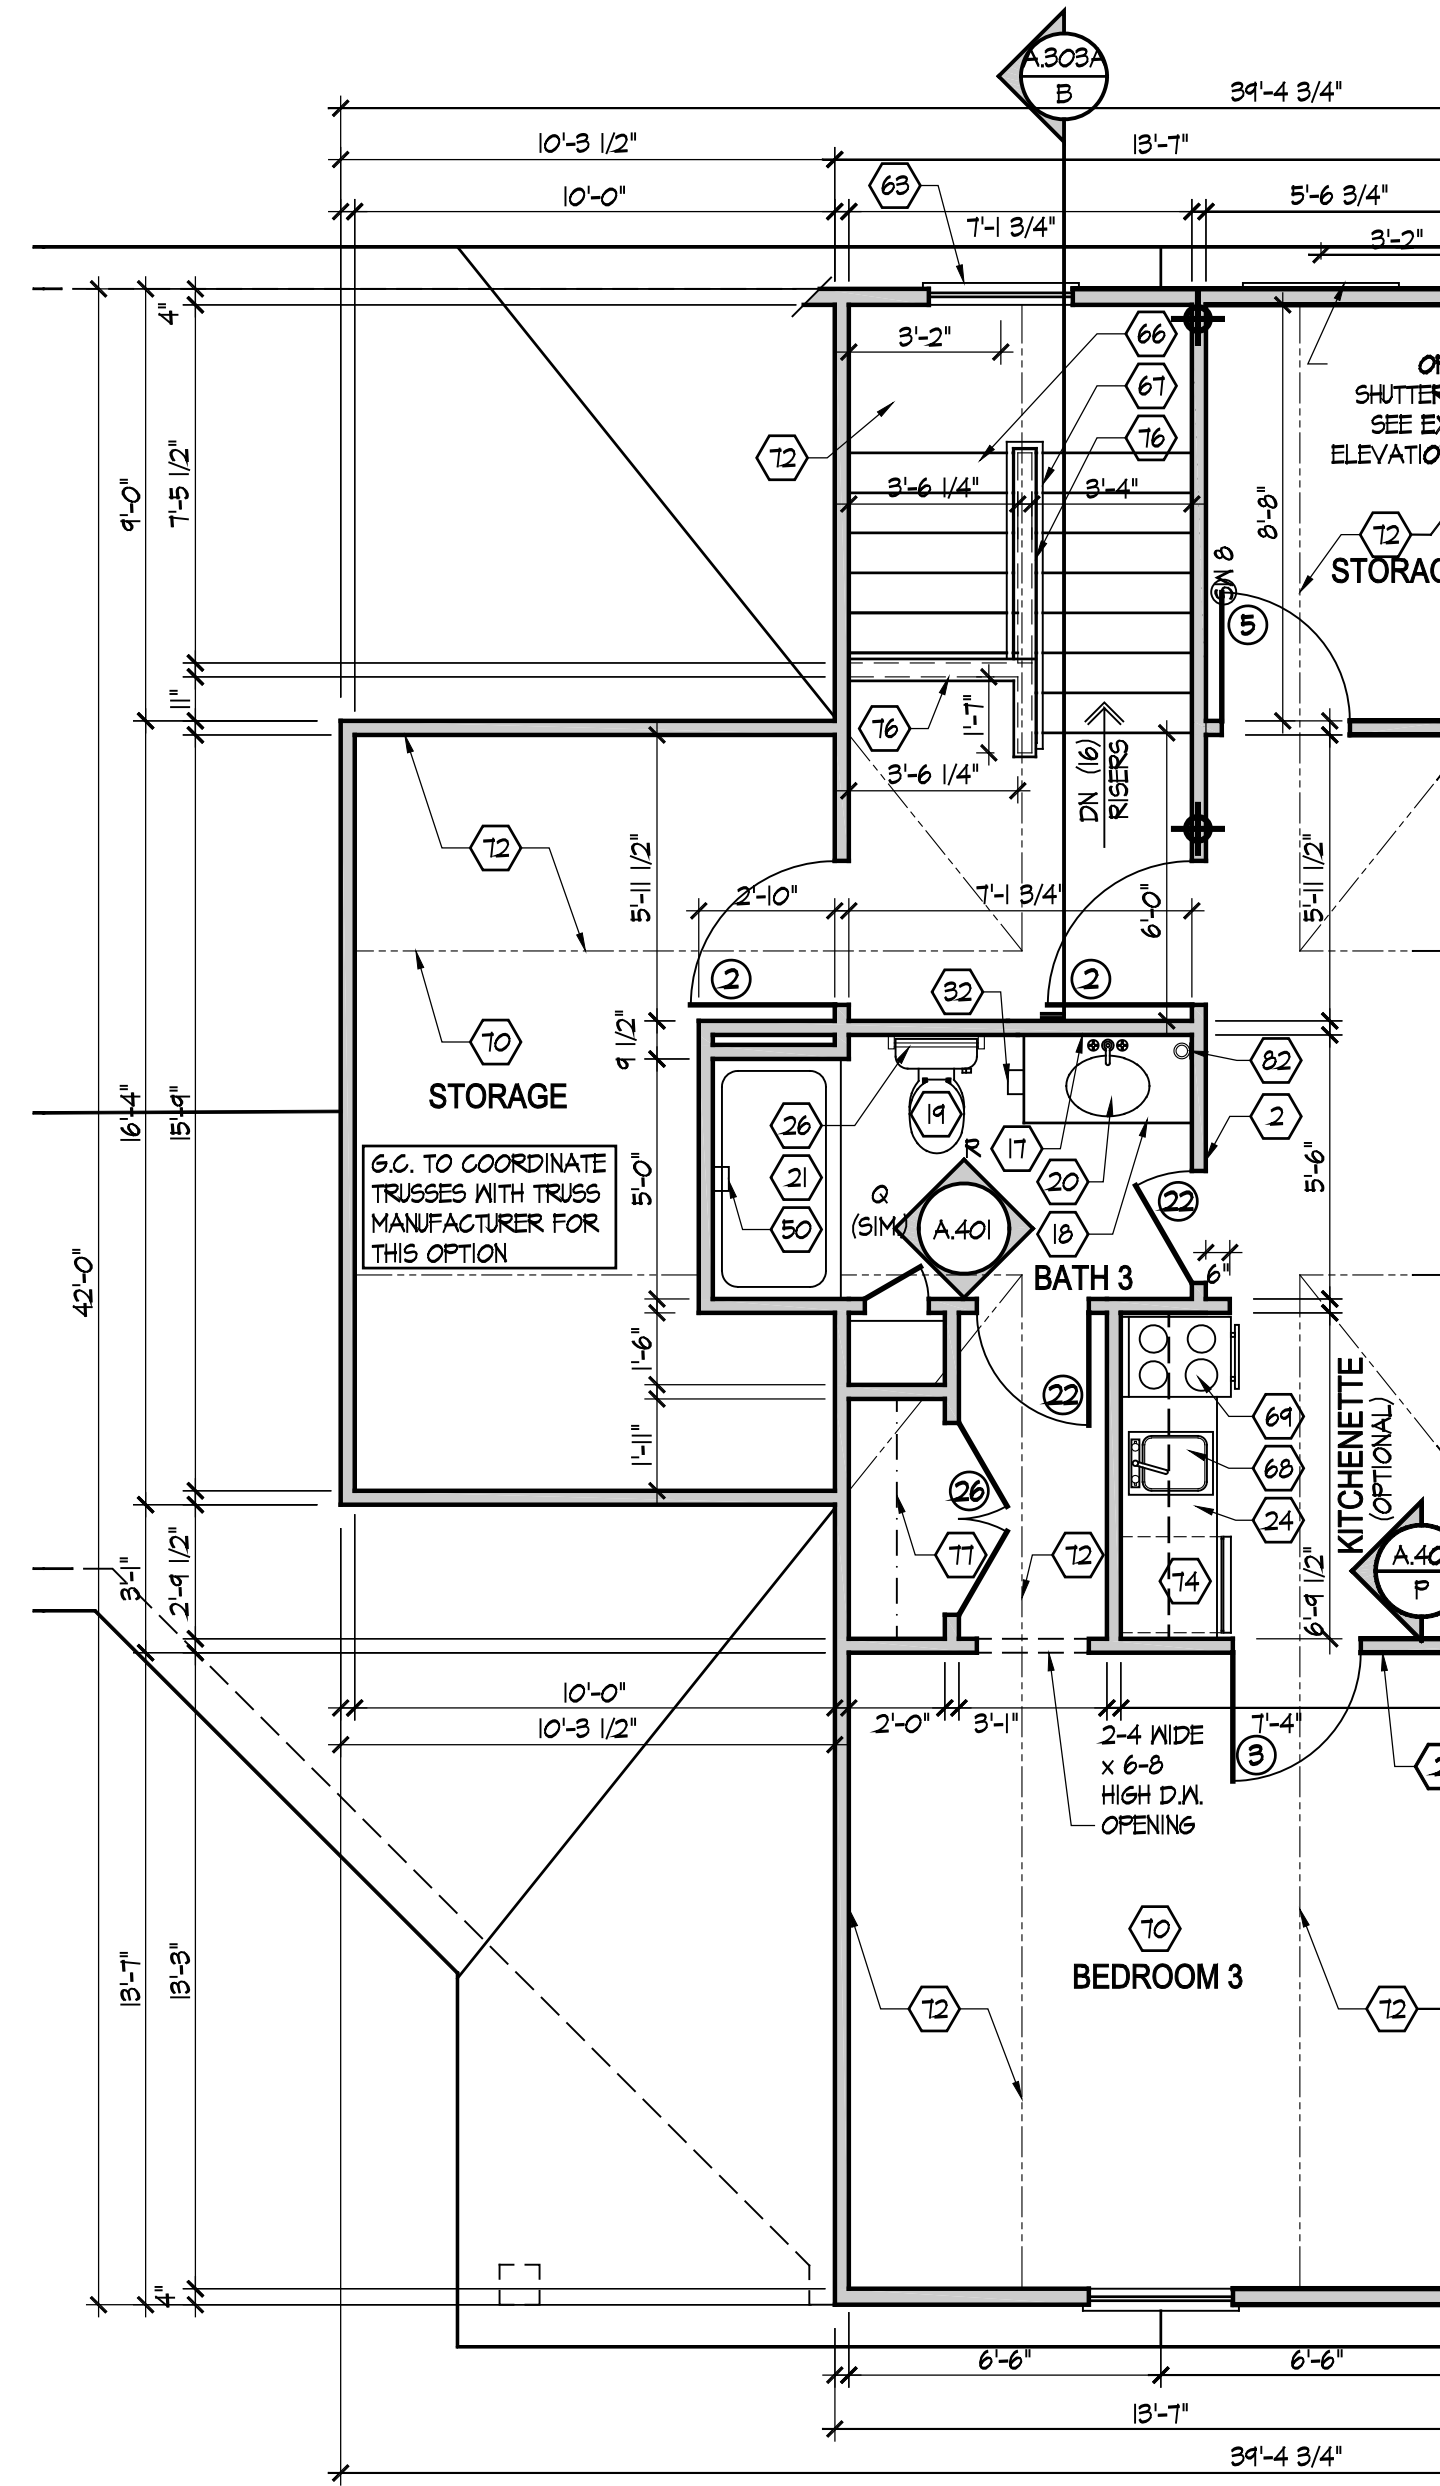 A.303A
B
39'-4 3/4"
10'-3 1/2"
13'-7"
63
10'-0"
7'-1 3/4"
5'-6 3/4"
3'-2"
4"
3'-2"
66
67
76
72
SHUTTER
SEE EX
ELEVATIO
9'-0"
7'-5 1/2"
3'-6 1/4"
3'-4"
8'-8"
72
STORAG
SW 8
5
11"
76
1'-7"
3'-6 1/4"
DN (16)
RISERS
72
5'-11 1/2"
2'-10"
7'-1 3/4"
6'-0"
5'-11 1/2"
2
32
2
70
9 1/2"
82
STORAGE
16'-4"
15'-9"
26
19
17
2
G.C. TO COORDINATE
TRUSSES WITH TRUSS
MANUFACTURER FOR
THIS OPTION
5'-0"
21
50
R
Q
(SIM.)
A.401
20
18
22
5'-6"
6"
BATH 3
42'-0"
1'-6"
22
69
68
24
KITCHENETTE
(OPTIONAL)
1'-11"
26
77
72
74
A.40
P
3'-1"
2'-9 1/2"
6'-9 1/2"
10'-0"
10'-3 1/2"
2'-0"
3'-1"
7'-4"
2-4 WIDE
x 6-8
HIGH D.W.
OPENING
3
70
BEDROOM 3
13'-7"
13'-3"
72
72
4"
6'-6"
6'-6"
13'-7"
39'-4 3/4"